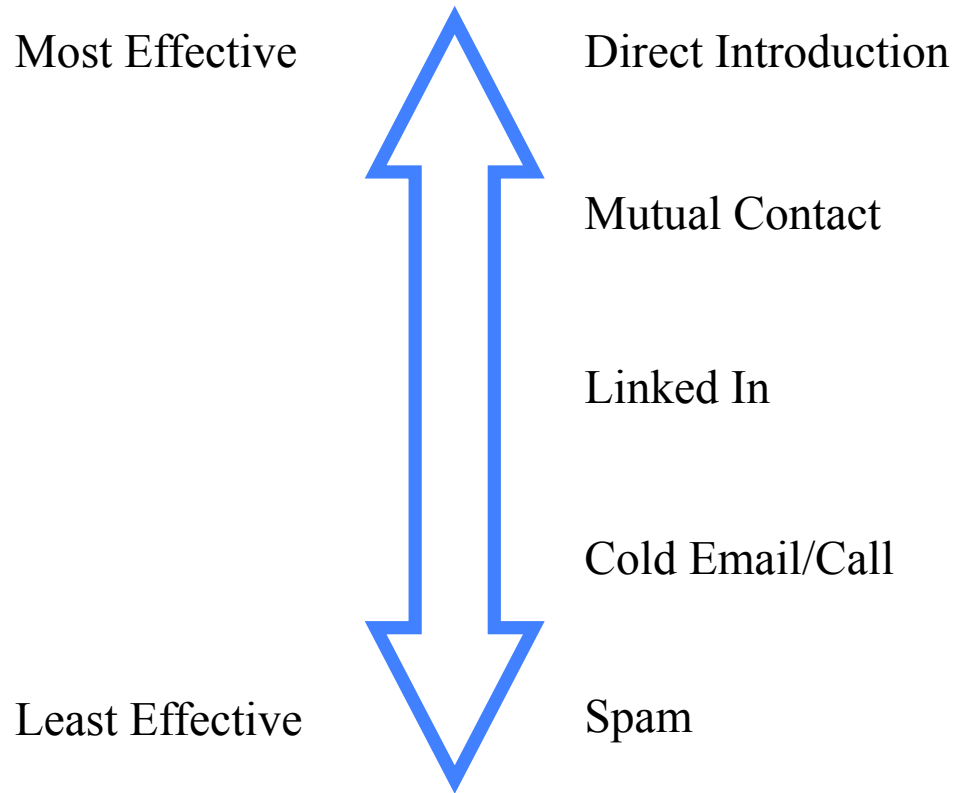 Most Effective
Direct Introduction
Mutual Contact
Linked In
Cold Email/Call
Least Effective
Spam